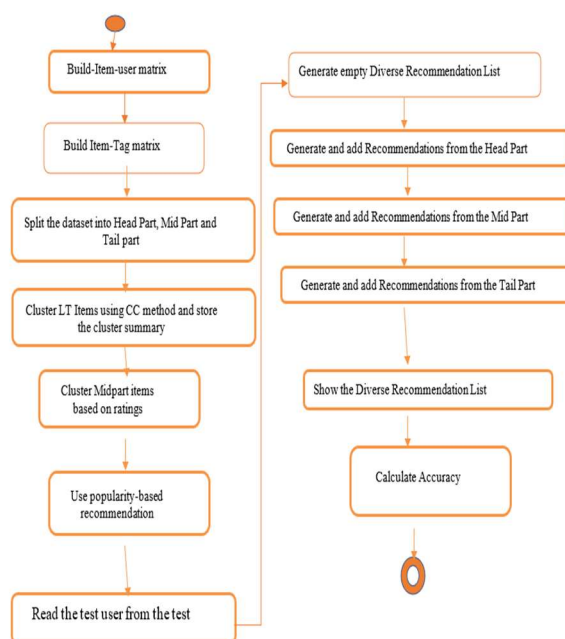 Build-Item-user matrix
Build Item-Tag matrix
Split the dataset into Head Part, Mid Part and
Tail part
Cluster LT Items using CC method and store
the cluster summary
Cluster Midpart items
based on ratings
Use popularity-based
recommendation
Read the test user from the test
Generate empty Diverse Recommendation List
Generate and add Recommendations from the Head Part
Generate and add Recommendations from the Mid Part
Generate and add Recommendations from the Tail Part
Show the Diverse Recommendation List
Calculate Accuracy